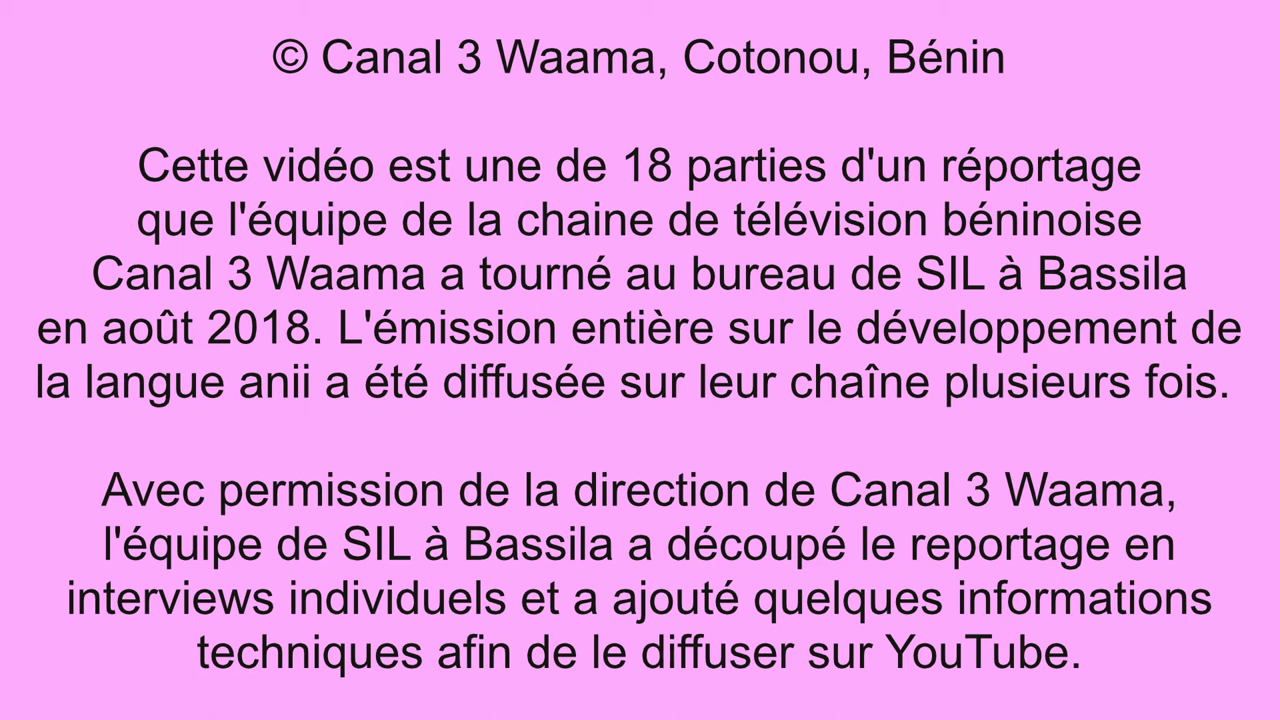 © Canal 3 Waama, Cotonou, Bénin
Cette vidéo est une de 18 parties d'un réportage
que l'équipe de la chaine de télévision béninoise
Canal 3 Waama a tourné au bureau de SIL à Bassila
en août 2018. L'émission entière sur le développement de
la langue anii a été diffusée sur leur chaîne plusieurs fois.
Avec permission de la direction de Canal 3 Waama,
l'équipe de SIL à Bassila a découpé le reportage en
interviews individuels et a ajouté quelques informations
techniques afin de le diffuser sur YouTube.